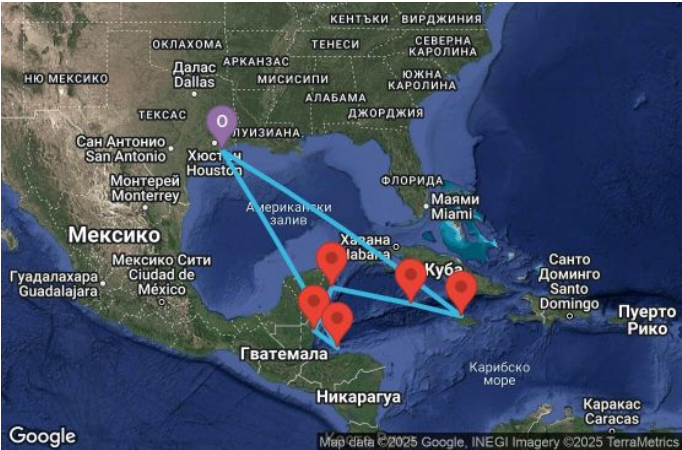 КЕНТЪКИ
ВИРДЖИНИЯ
ОКЛАХОМА
ТЕНЕСИ
СЕВЕРНА
КАРОЛИНА
АРКАНЗАС
НЮ МЕКСИКО
Далас
Dallas
МИСИСИПИ
ЮЖНА
КАРОЛИНА
АЛАБАМА
ТЕКСАС
ДЖОРДЖИЯ
O
ЛУИЗИАНА
Сан Антонио
San Antonio
Хюстън
Houston
Монтерей
Monterrey
ФЛОРИДА
Маями
Miami
Американски
залив
Мексико
Хавана
Habana
Мексико Сити
Ciudad de
México
Гуадалахара
Guadalajara
Куба
Санто
Доминго
Santo
Domingo
Пуерто
Рико
Гватемала
Карибско
море
Никарагуа
Каракас
Caracas
Google
Map data ©2025 Google, INEGI Imagery ©2025 TerraMetrics